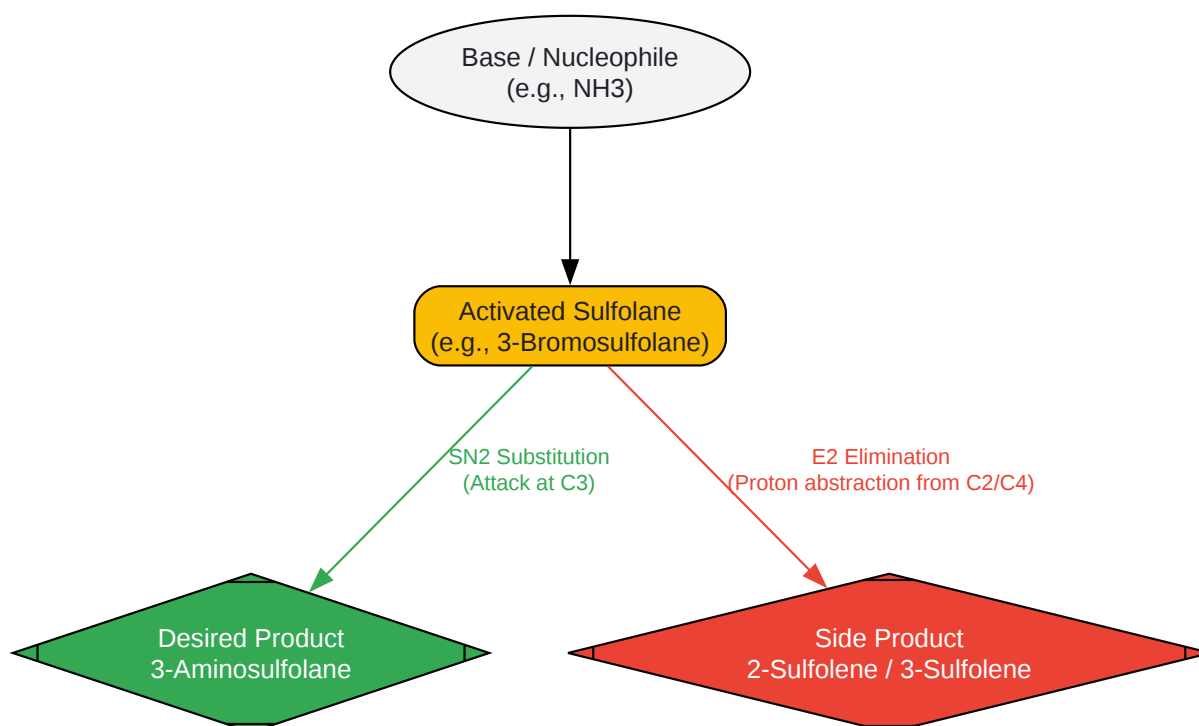 Base / Nucleophile
(e.g., NH3)
Activated Sulfolane
(e.g., 3-Bromosulfolane)
SN2 Substitution
(Attack at C3)
E2 Elimination
(Proton abstraction from C2/C4)
Desired Product
3-Aminosulfolane
Side Product
2-Sulfolene / 3-Sulfolene